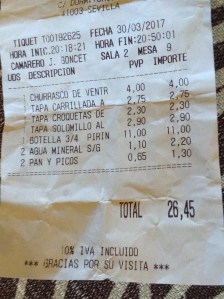 41003 SEVILLA
TIQUET T00192625 FECHA 30/03/2017
HORA INIC.20:18:21 HORA FIN:20:50:01
CAMARERO J. BONCET SALA 2 MESA 9
UDS DESCRIPCION PVP IMPORTE
1 CHURRASCO DE VENTR 4,00 4,00
1 TAPA CARRILLADA A 2,75 2,75
1 TAPA CROQUETAS DE 2,30 2,30
1 TAPA SOLOMILLO AL 2,90 2,90
1 BOTELLA 3/4 PIRIN 11,00 11,00
2 AGUA MINERAL S/G 1,10 2,20
2 PAN Y PICOS 0,65 1,30
TOTAL 26,45
10% IVA INCLUIDO
*** GRACIAS POR SU VISITA ***